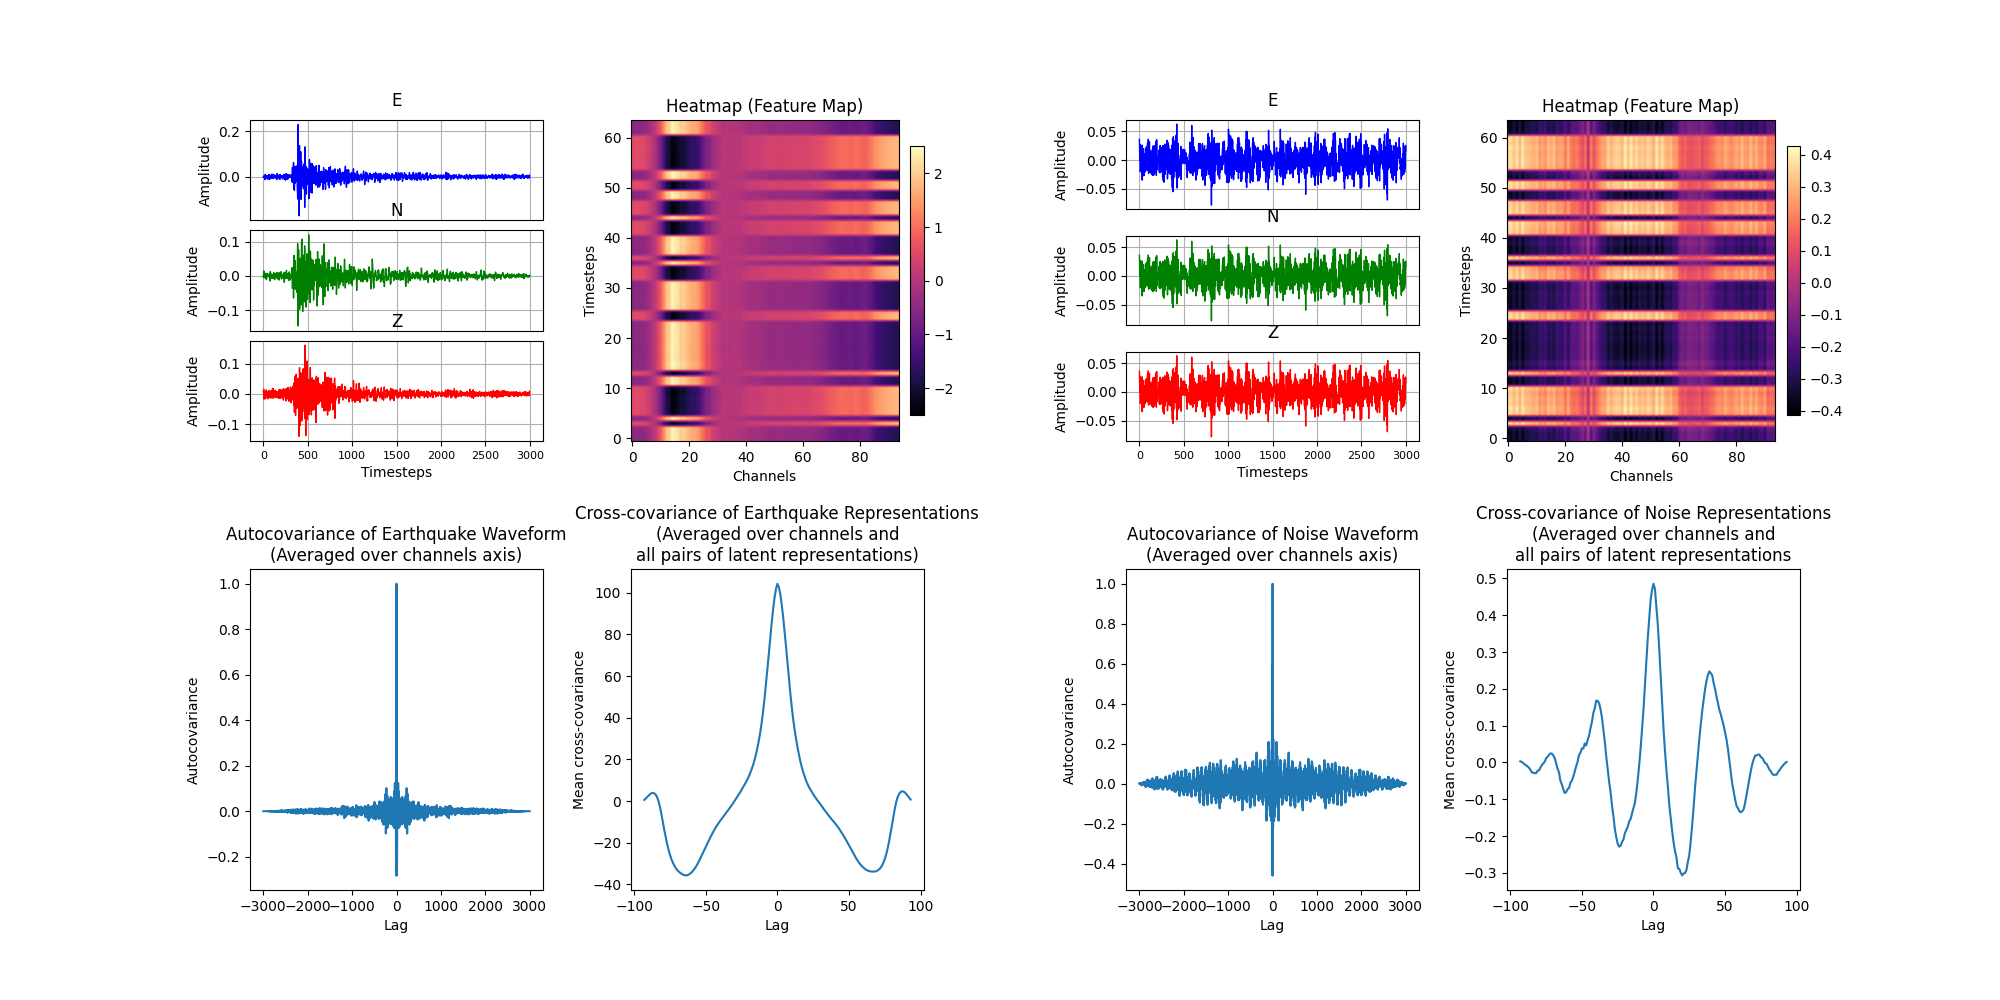 E
0.2
0.0
Amplitude
N
0.1
0.0
−0.1
Amplitude
Z
0.1
0.0
−0.1
Amplitude
0 500 1000 1500 2000 2500 3000
Timesteps
Heatmap (Feature Map)
60
50
40
30
20
10
0
Timesteps
0 20 40 60 80
Channels
2
1
0
−1
−2
E
0.05
0.00
−0.05
Amplitude
N
0.05
0.00
−0.05
Amplitude
Z
0.05
0.00
−0.05
Amplitude
0 500 1000 1500 2000 2500 3000
Timesteps
Heatmap (Feature Map)
60
50
40
30
20
10
0
Timesteps
0 20 40 60 80
Channels
0.4
0.3
0.2
0.1
0.0
−0.1
−0.2
−0.3
−0.4
Autocovariance of Earthquake Waveform
(Averaged over channels axis)
1.0
0.8
0.6
0.4
0.2
0.0
−0.2
Autocovariance
−3000 −2000 −1000 0 1000 2000 3000
Lag
Cross-covariance of Earthquake Representations
(Averaged over channels and
all pairs of latent representations)
100
80
60
40
20
0
−20
−40
Mean cross-covariance
−100 −50 0 50 100
Lag
Autocovariance of Noise Waveform
(Averaged over channels axis)
1.0
0.8
0.6
0.4
0.2
0.0
−0.2
−0.4
Autocovariance
−3000 −2000 −1000 0 1000 2000 3000
Lag
Cross-covariance of Noise Representations
(Averaged over channels and
all pairs of latent representations
0.5
0.4
0.3
0.2
0.1
0.0
−0.1
−0.2
−0.3
Mean cross-covariance
−100 −50 0 50 100
Lag